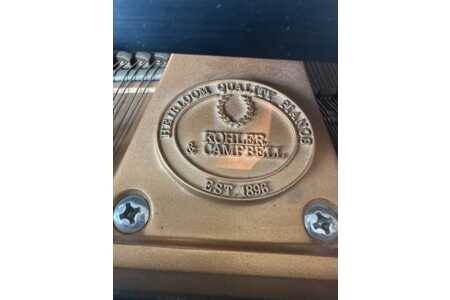 HEIRLOOM QUALITY PIANOS
KOHLER
& CAMPBELL
EST. 1896